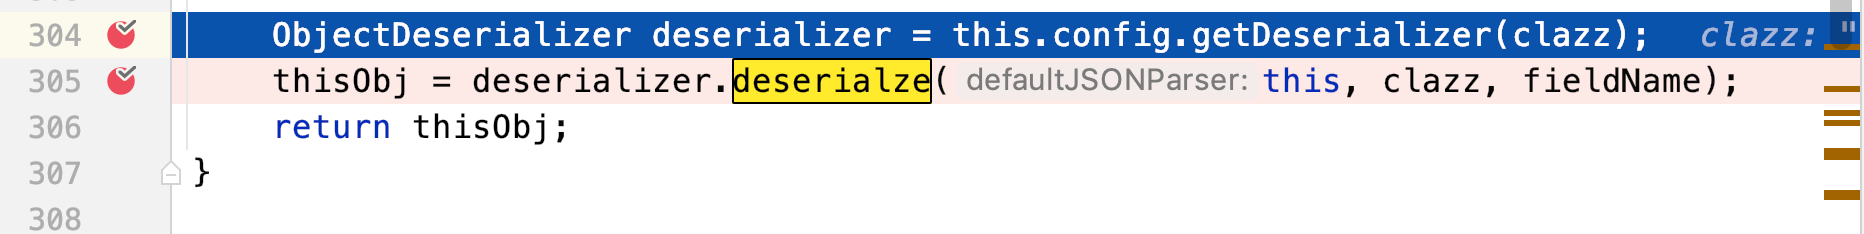 304 ObjectDeserializer deserializer = this.config.getDeserializer(clazz); clazz: "
305 thisObj = deserializer.deserialze( defaultJSONParser: this, clazz, fieldName);
306 return thisObj;
307 }
308